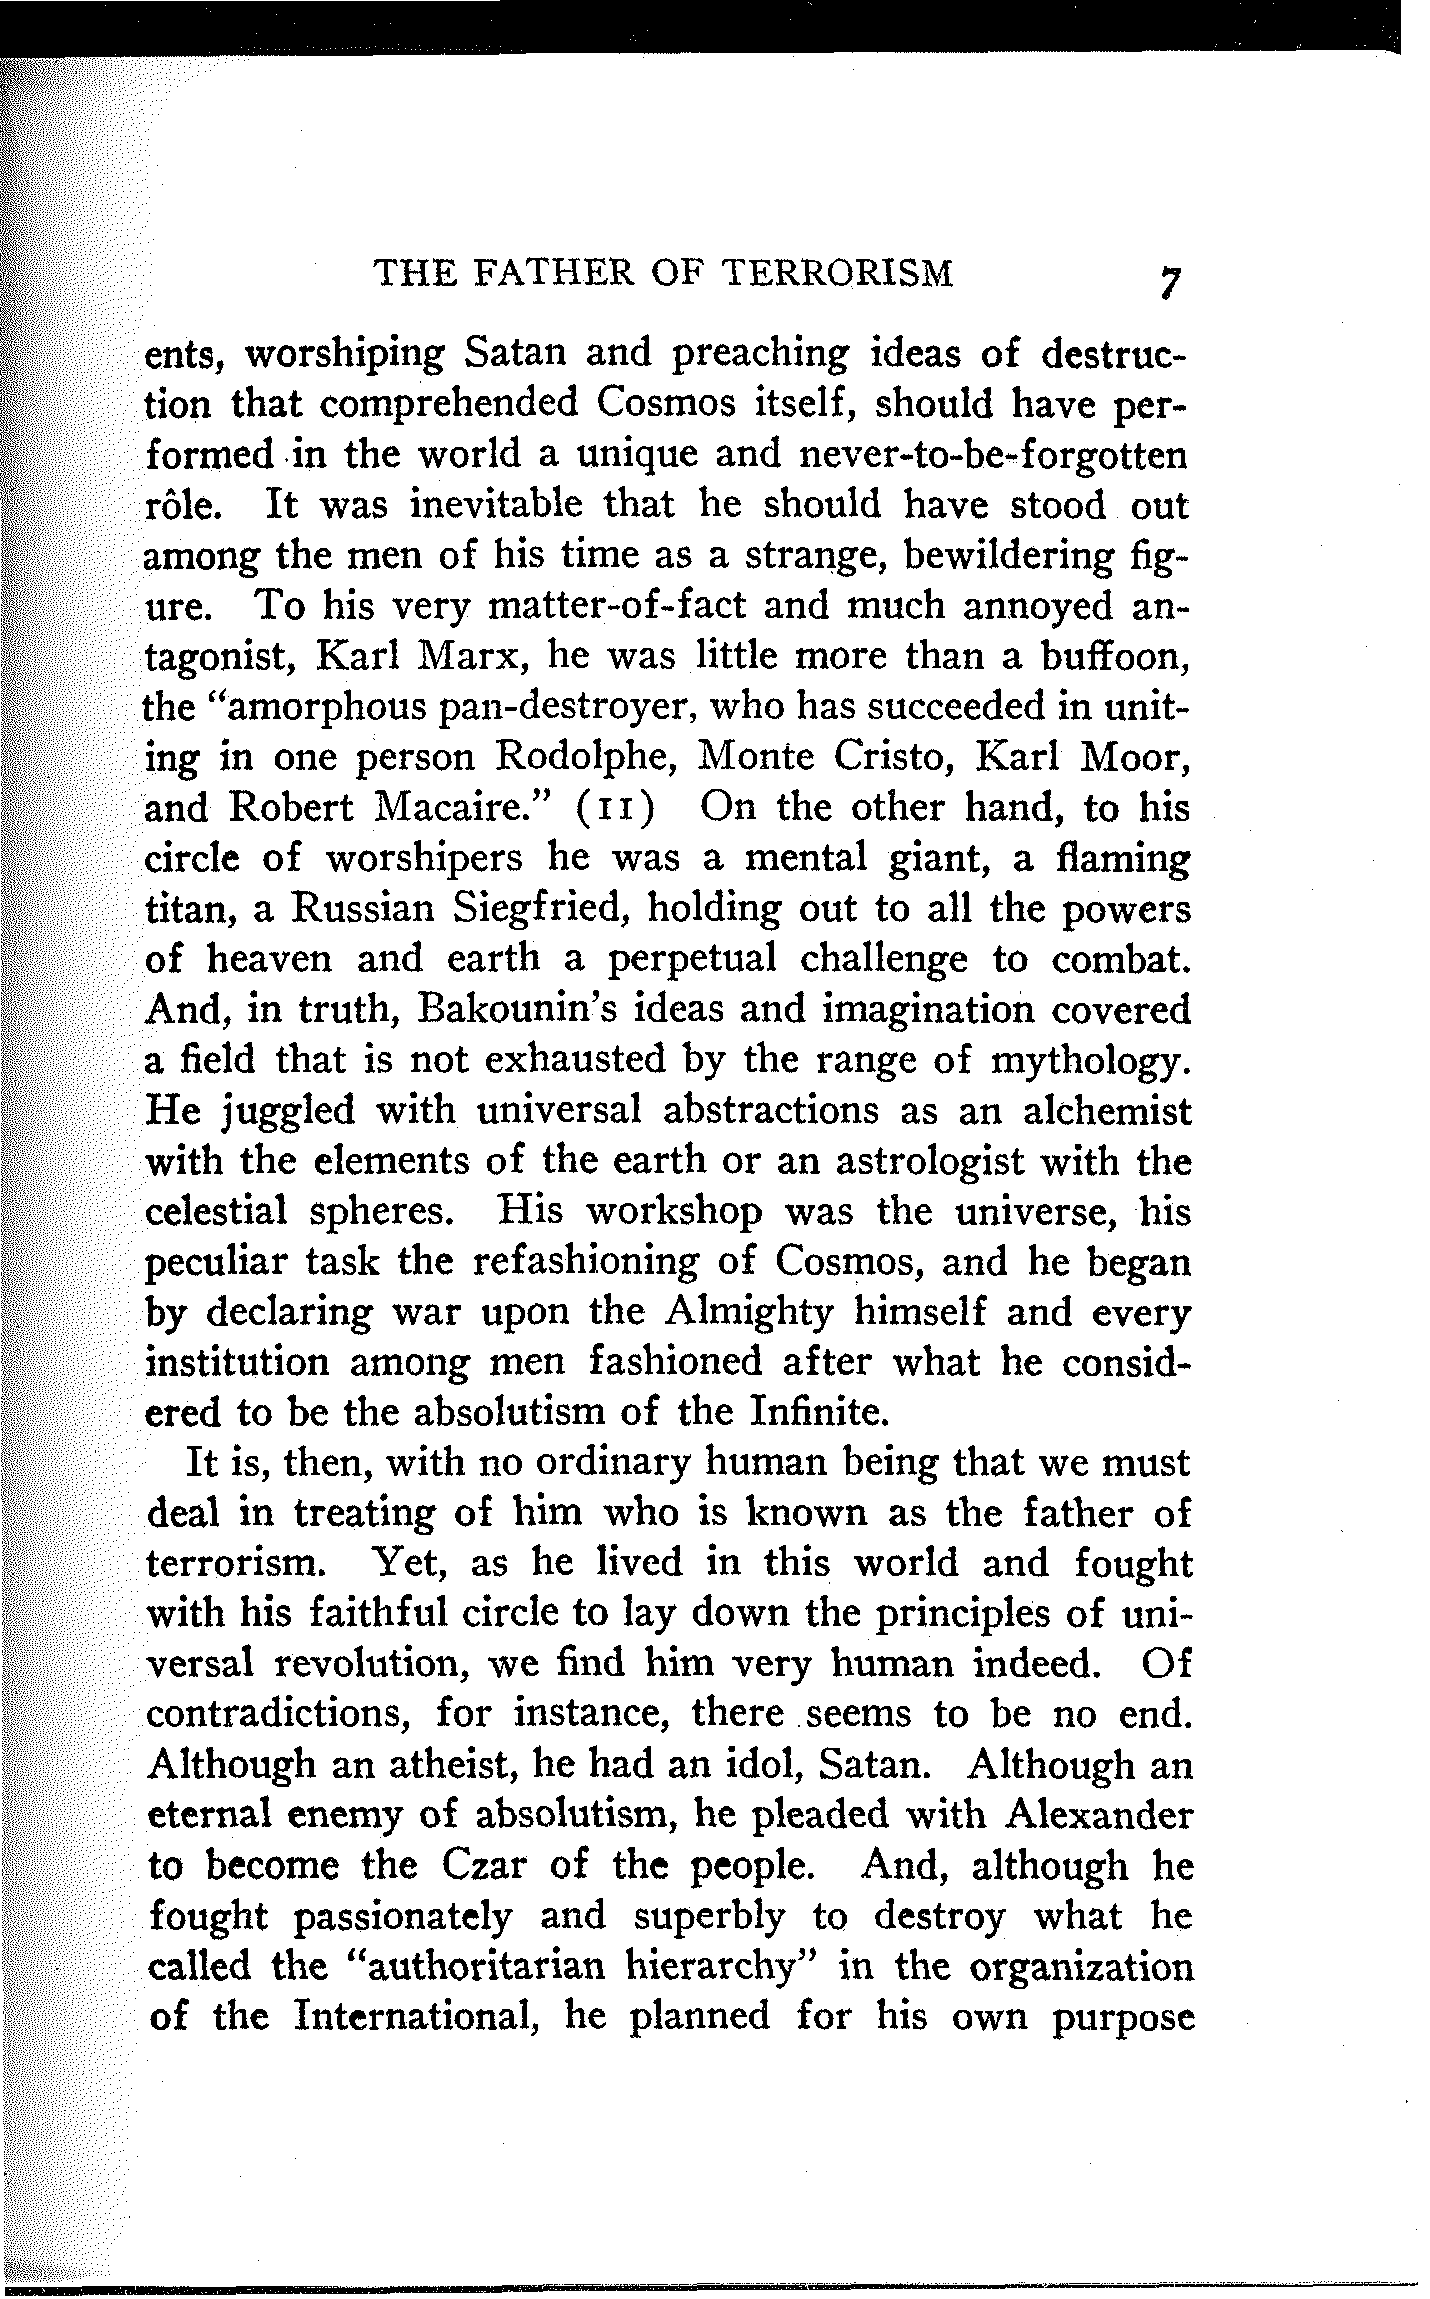 THE FATHER OF TERRORISM 7
ents, worshiping Satan and preaching ideas of destruc-
tion that comprehended Cosmos itself, should have per-
formed in the world a unique and never-to-be-forgotten
rôle. It was inevitable that he should have stood out
among the men of his time as a strange, bewildering fig-
ure. To his very matter-of-fact and much annoyed an-
tagonist, Karl Marx, he was little more than a buffoon,
the "amorphous pan-destroyer, who has succeeded in unit-
ing in one person Rodolphe, Monte Cristo, Karl Moor,
and Robert Macaire." (11) On the other hand, to his
circle of worshipers he was a mental giant, a flaming
titan, a Russian Siegfried, holding out to all the powers
of heaven and earth a perpetual challenge to combat.
And, in truth, Bakounin's ideas and imagination covered
a field that is not exhausted by the range of mythology.
He juggled with universal abstractions as an alchemist
with the elements of the earth or an astrologist with the
celestial spheres. His workshop was the universe, his
peculiar task the refashioning of Cosmos, and he began
by declaring war upon the Almighty himself and every
institution among men fashioned after what he consid-
ered to be the absolutism of the Infinite.
It is, then, with no ordinary human being that we must
deal in treating of him who is known as the father of
terrorism. Yet, as he lived in this world and fought
with his faithful circle to lay down the principles of uni-
versal revolution, we find him very human indeed. Of
contradictions, for instance, there seems to be no end.
Although an atheist, he had an idol, Satan. Although an
eternal enemy of absolutism, he pleaded with Alexander
to become the Czar of the people. And, although he
fought passionately and superbly to destroy what he
called the "authoritarian hierarchy" in the organization
of the International, he planned for his own purpose